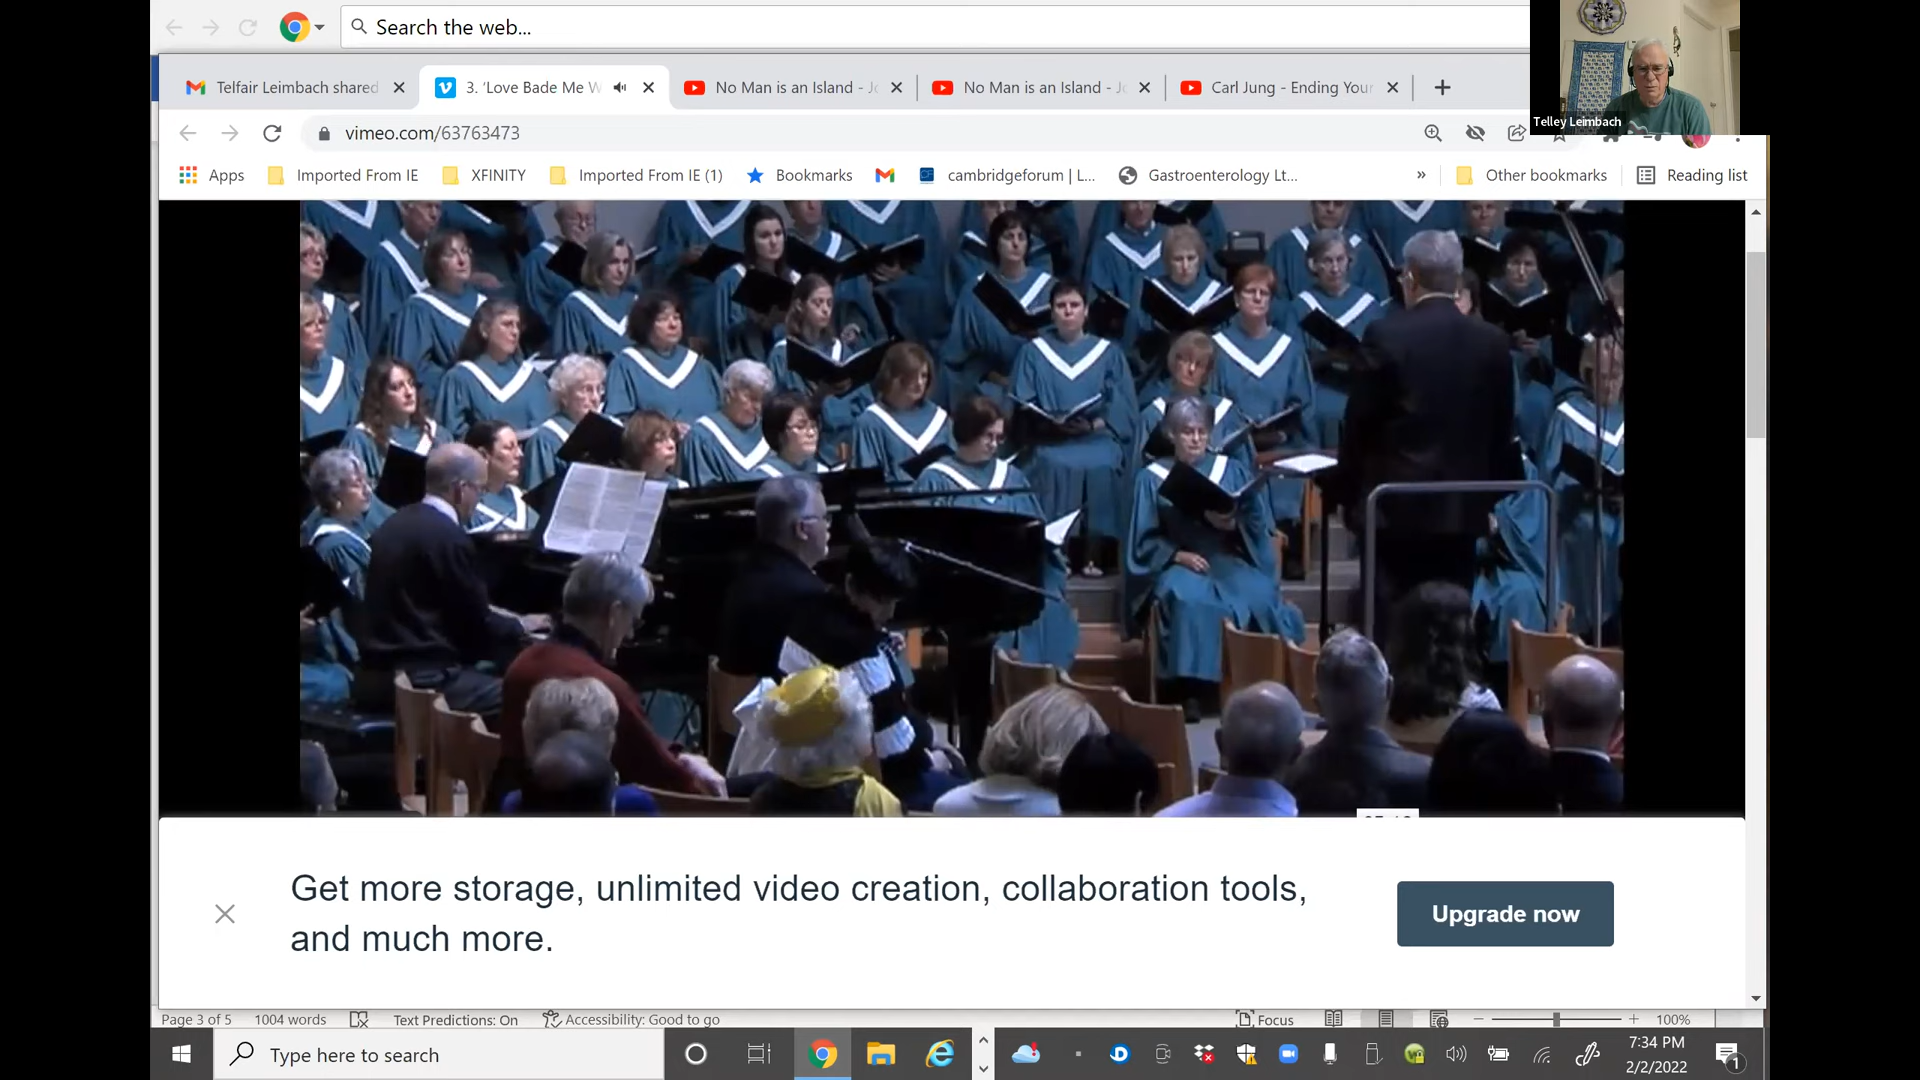 Search the web...
Telfair Leimbach shared
3. ‘Love Bade Me W
No Man is an Island - Jo
No Man is an Island - Jo
Carl Jung - Ending Your
Telley Leimbach
vimeo.com/63763473
Apps
Imported From IE
XFINITY
Imported From IE (1)
Bookmarks
cambridgeforum | L...
Gastroenterology Lt...
»
Other bookmarks
Reading list
Get more storage, unlimited video creation, collaboration tools,
and much more.
Upgrade now
Page 3 of 5
1004 words
Text Predictions: On
Accessibility: Good to go
Focus
100%
Type here to search
7:34 PM
2/2/2022
1